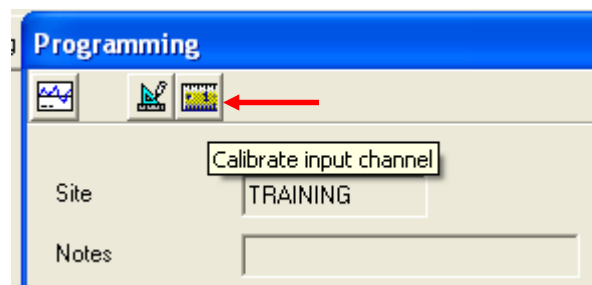 Programming
Calibrate input channel
Site
TRAINING
Notes